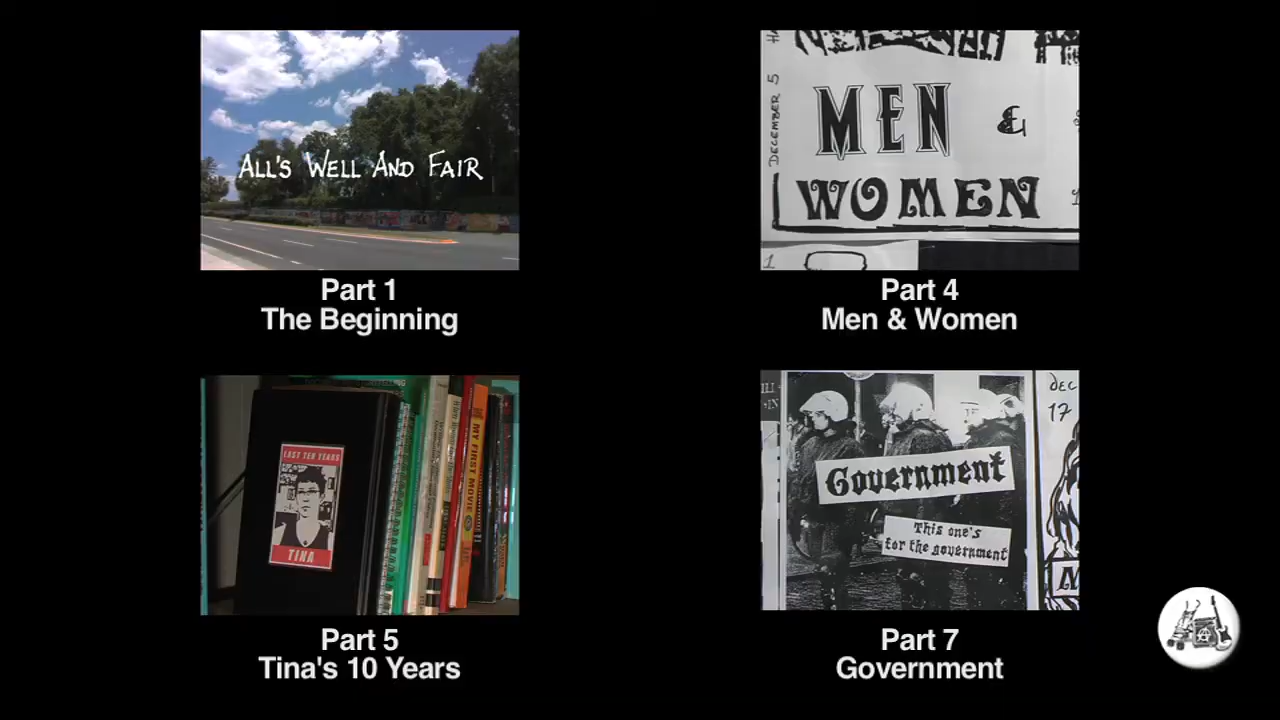 ALL'S WELL AND FAIR
Part 1
The Beginning
DECEMBER 5
MEN &
WOMEN
1
Part 4
Men & Women
LAST TEN YEARS
TINA
MY FIRST MOVIE
Part 5
Tina's 10 Years
DEC
17
Government
This one's
for the government
Part 7
Government